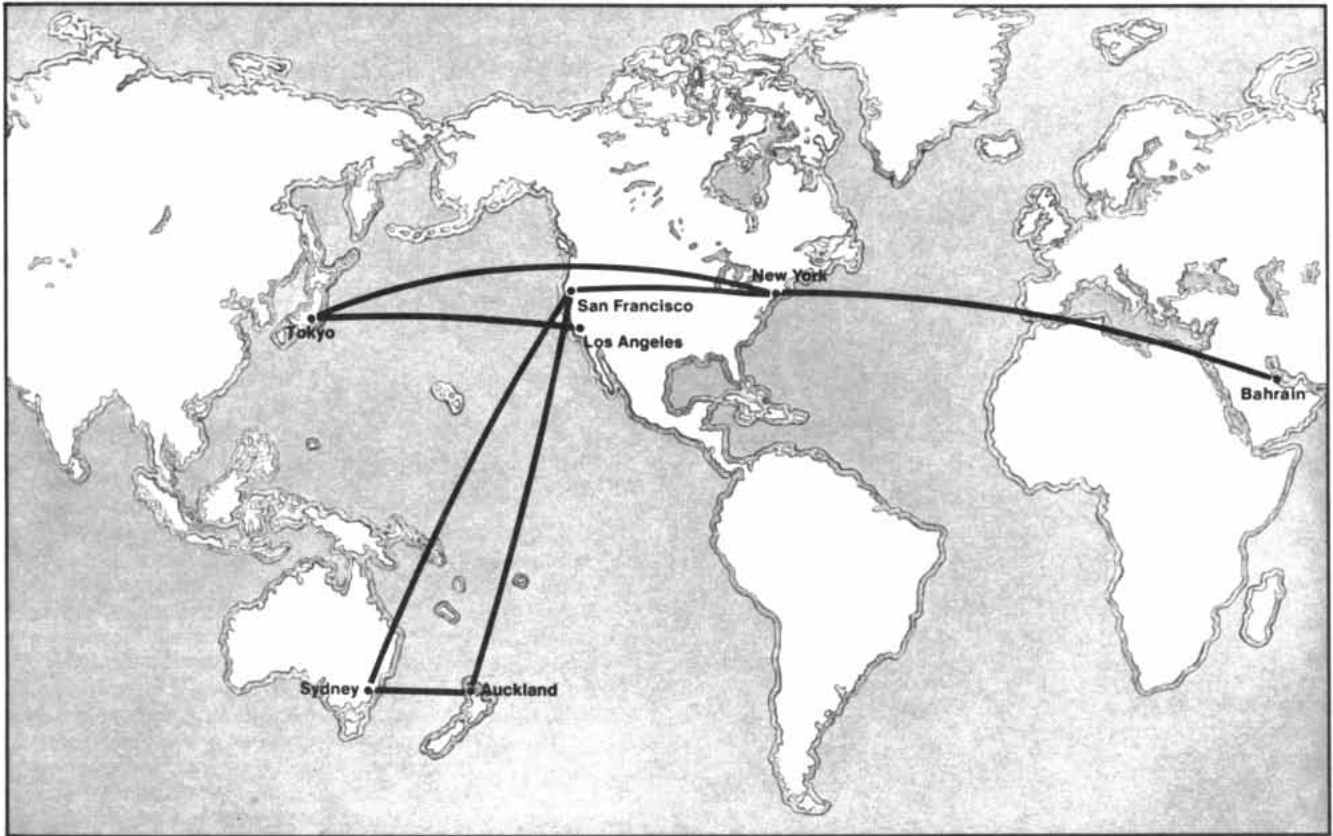 New York
San Francisco
Tokyo
Los Angeles
Bahrain
Sydney
Auckland